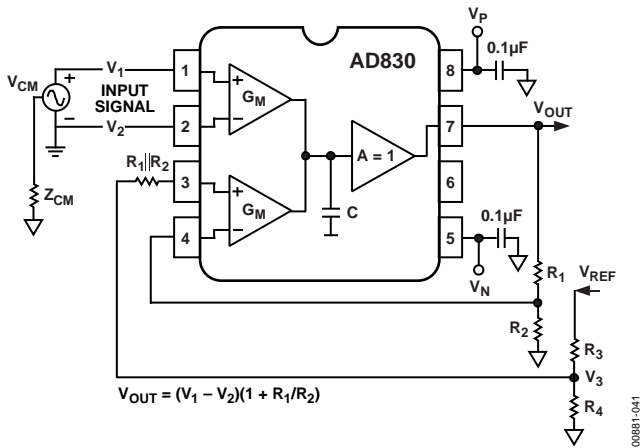 V_P
0.1µF
AD830
V_1
1
8
V_CM
+
INPUT
SIGNAL
+
G_M
−
V_OUT
−
V_2
2
7
A = 1
R_1||R_2
3
6
+
G_M
−
C
0.1µF
Z_CM
4
5
V_N
R_1
V_REF
R_2
R_3
V_3
R_4
V_OUT = (V_1 − V_2)(1 + R_1/R_2)
00881-041